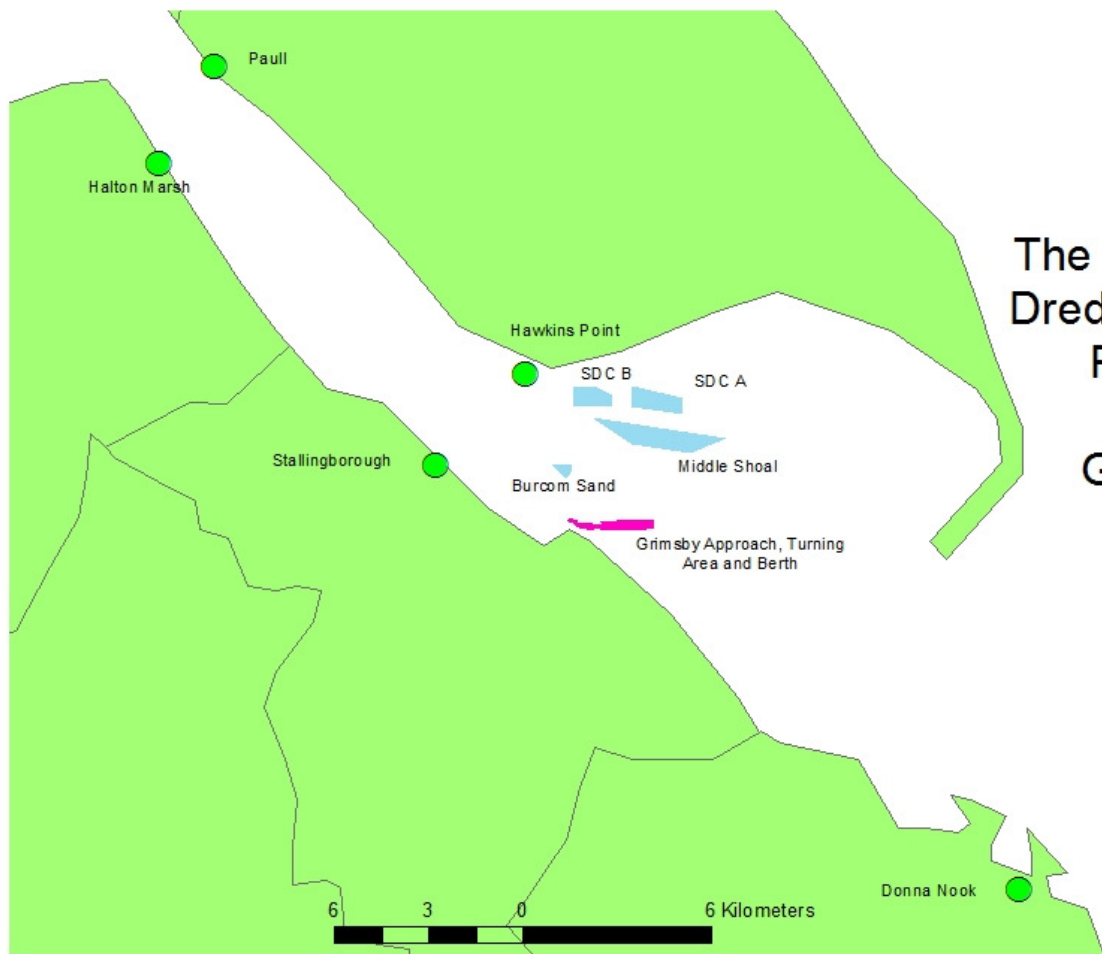 Paull
Halton Marsh
The
Dred
Hawkins Point
SDC B
SDC A
Stallingborough
Middle Shoal
Burcom Sand
G
Grimsby Approach, Turning
Area and Berth
Donna Nook
6 3 0 6 Kilometers